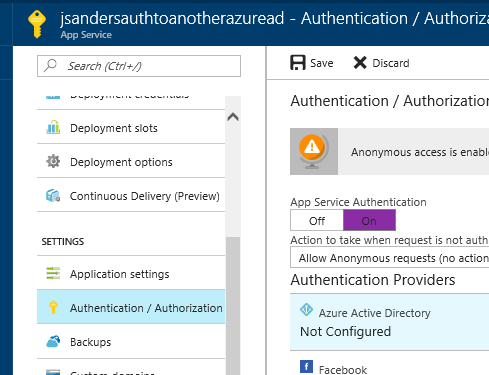 jsandersauthtoanotherazuread - Authentication / Authoriza
App Service
Search (Ctrl+/)
Deployment credentials
Deployment slots
Deployment options
Continuous Delivery (Preview)
SETTINGS
Application settings
Authentication / Authorization
Backups
Custom domains
Save
Discard
Authentication / Authorization
Anonymous access is enable
App Service Authentication
Off
On
Action to take when request is not auth
Allow Anonymous requests (no action
Authentication Providers
Azure Active Directory
Not Configured
Facebook